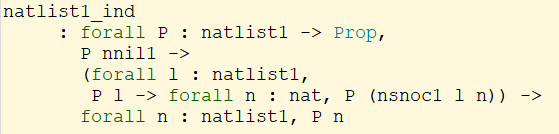 natlist1_ind
: forall P : natlist1 -> Prop,
P nnil1 ->
(forall l : natlist1,
P l -> forall n : nat, P (nsnoc1 l n)) ->
forall n : natlist1, P n